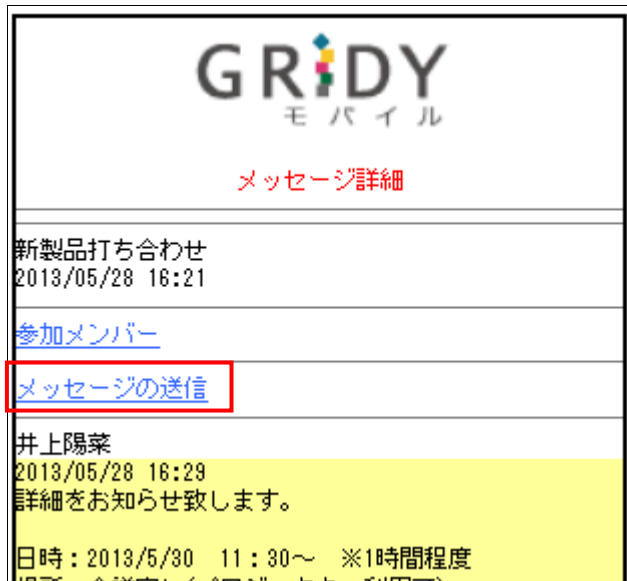 GRiDY
モバイル
メッセージ詳細
新製品打ち合わせ
2013/05/28 16:21
参加メンバー
メッセージの送信
井上陽菜
2013/05/28 16:29
詳細をお知らせ致します。
日時：2013/5/30　11：30～　※1時間程度